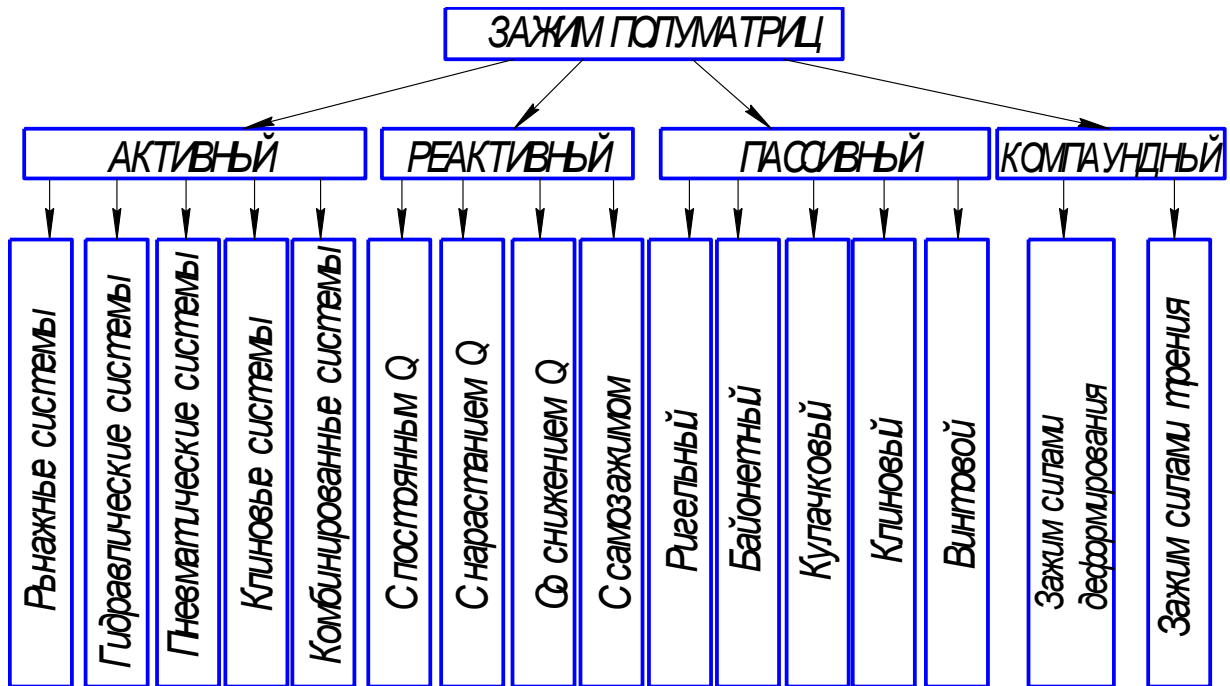 ЗАЖИМ ПОЛУМАТРИЦ
АКТИВНЫЙ
РЕАКТИВНЫЙ
ПАССИВНЫЙ
КОМПАУНДНЫЙ
Рычажные системы
Гидравлические системы
Пневматические системы
Клиновые системы
Комбинированные системы
С постоянным Q
С нарастанием Q
Со снижением Q
С самозажимом
Ригельный
Байонетный
Кулачковый
Клиновый
Винтовой
Зажим силами
деформирования
Зажим силами трения